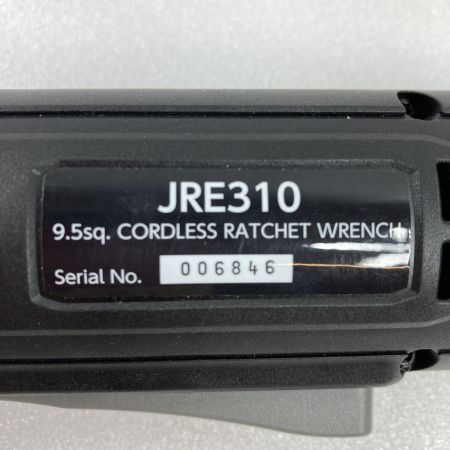 JRE310
9.5sq. CORDLESS RATCHET WRENCH
Serial No. 006846